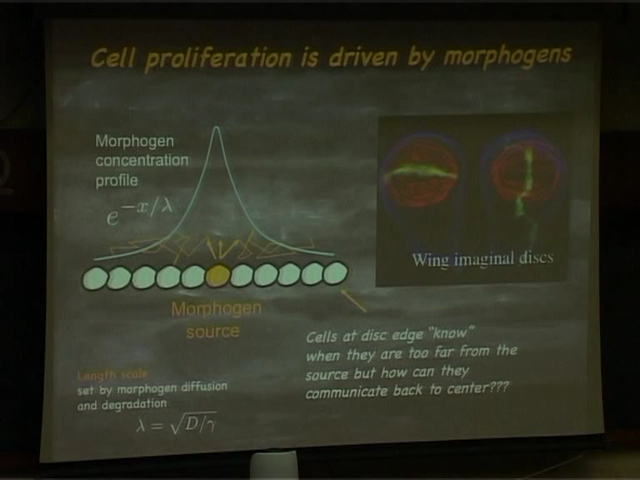 Cell proliferation is driven by morphogens
Morphogen
concentration
profile
e^{-x/λ}
Wing imaginal discs
Morphogen
source
Cells at disc edge "know"
when they are too far from the
source but how can they
communicate back to center???
Length scale
set by morphogen diffusion
and degradation
λ = √D/γ